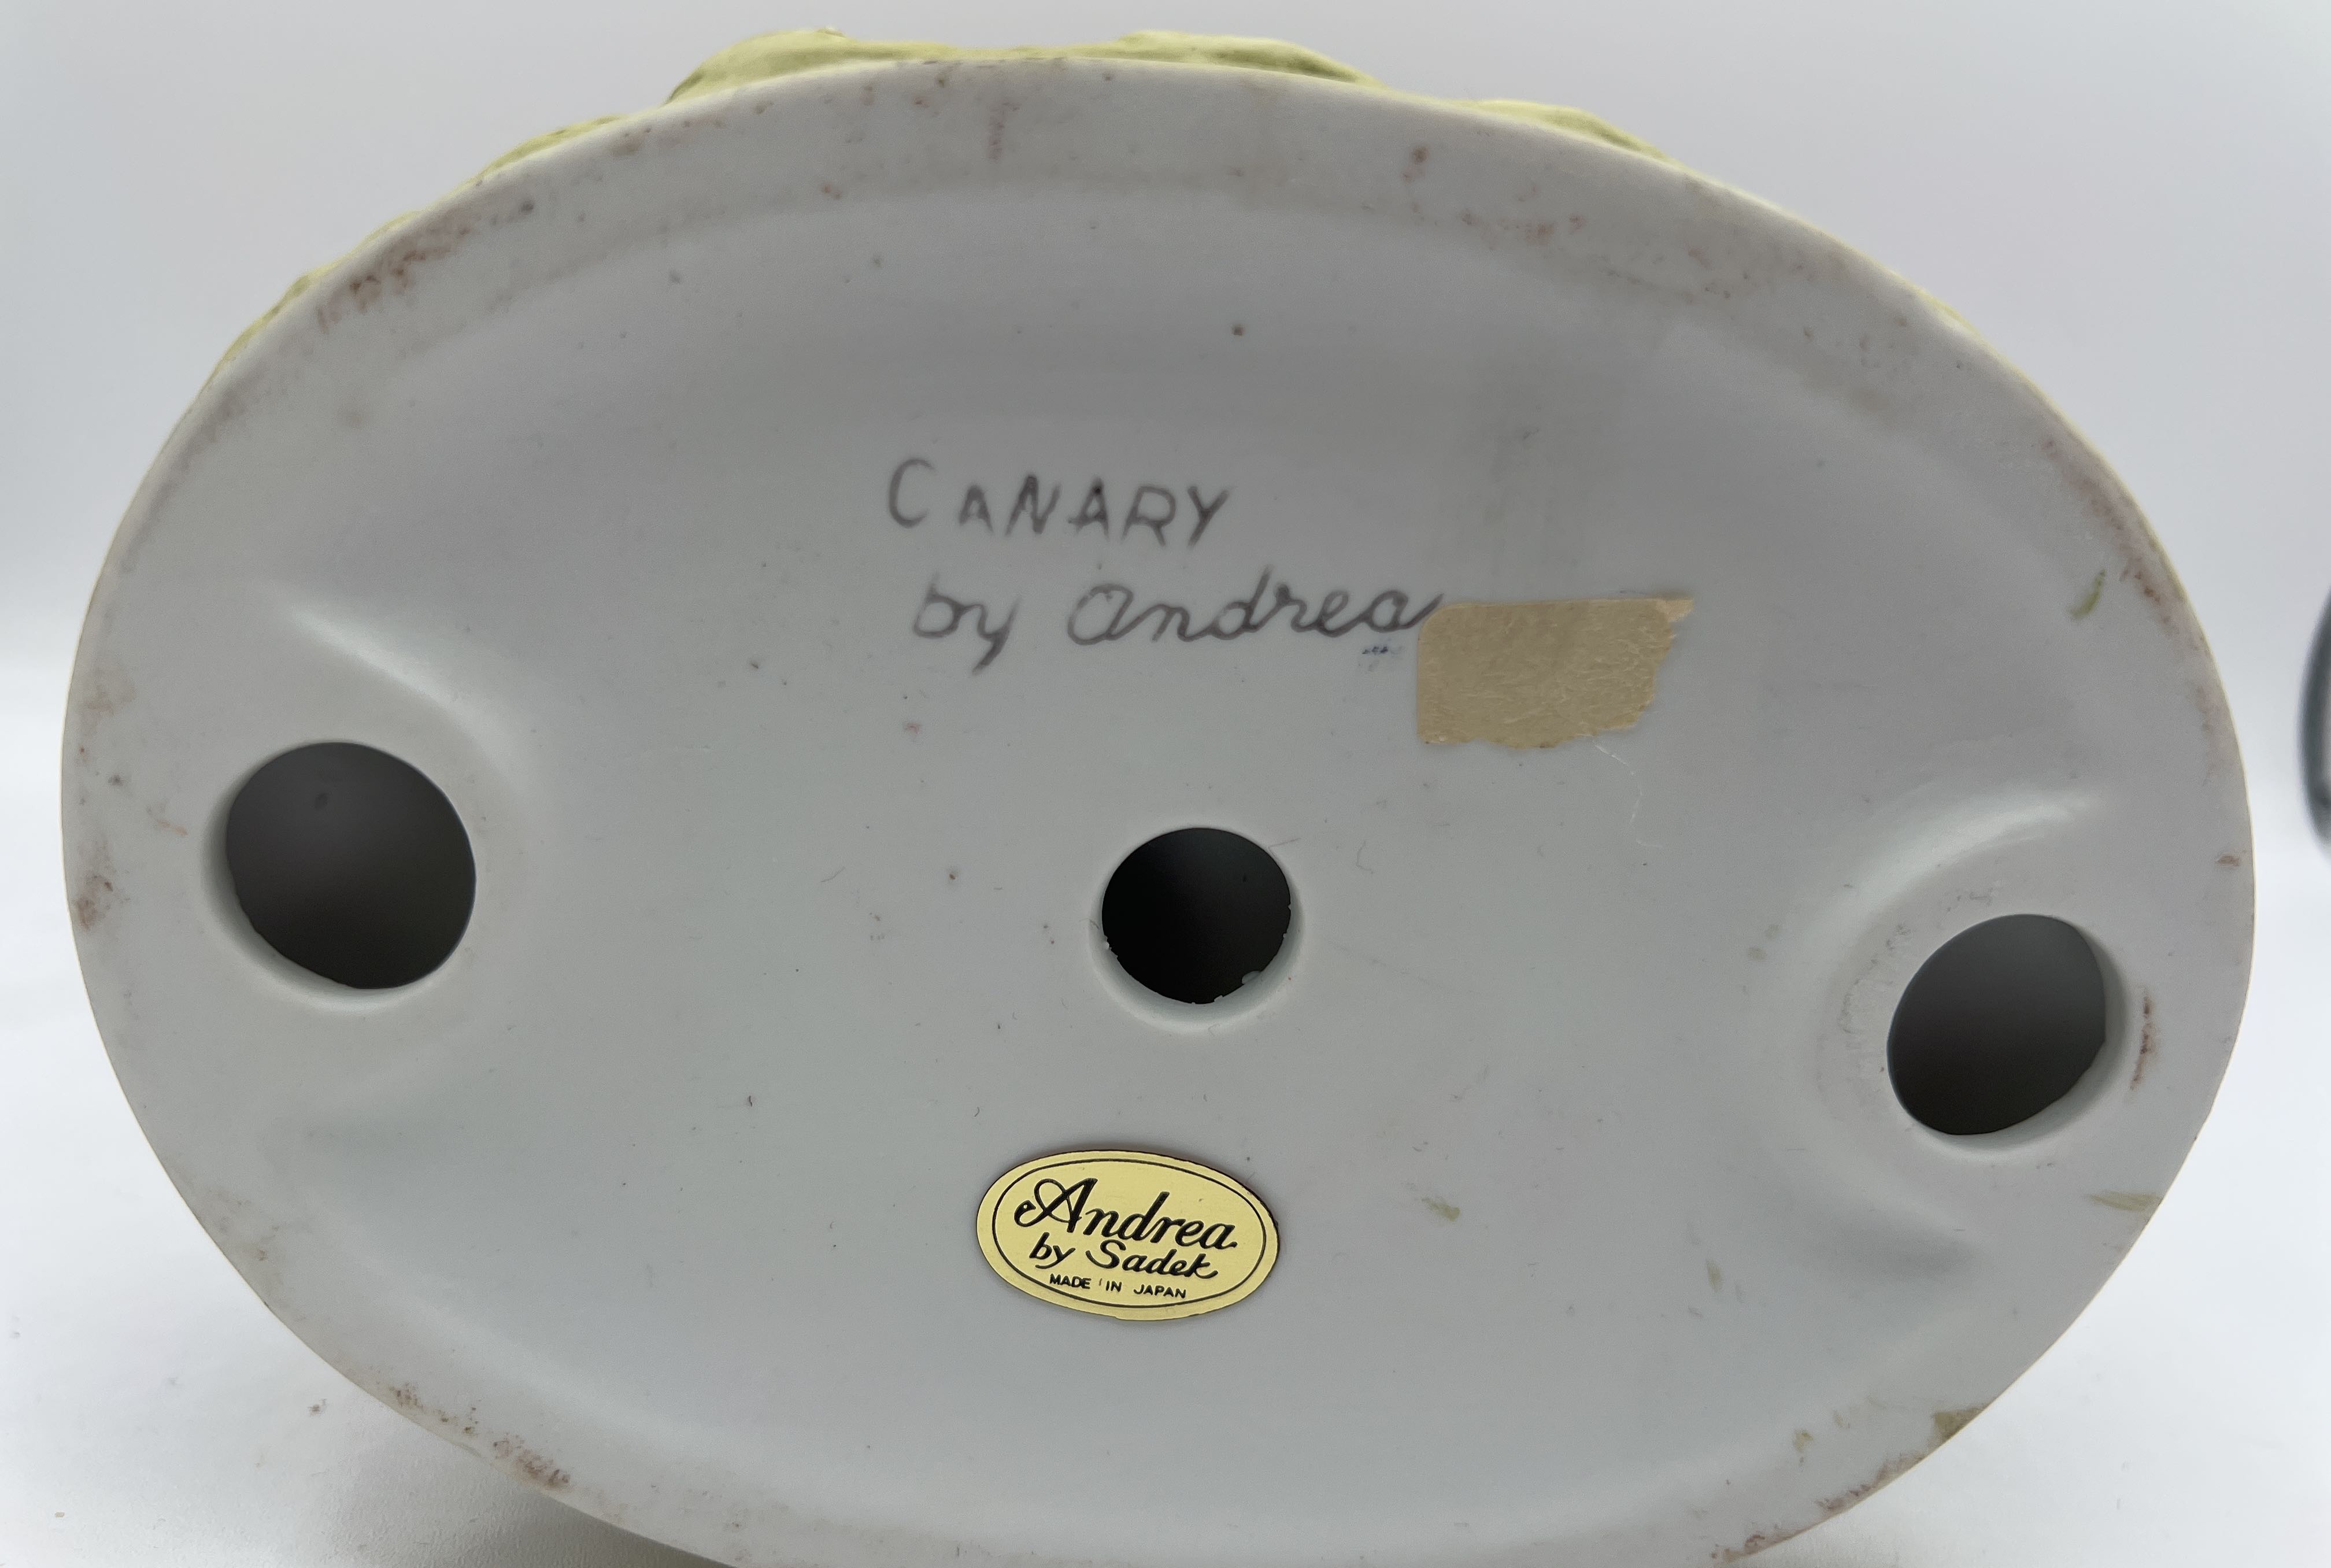 CANARY
by Andrea
Andrea
by Sadek
MADE IN JAPAN